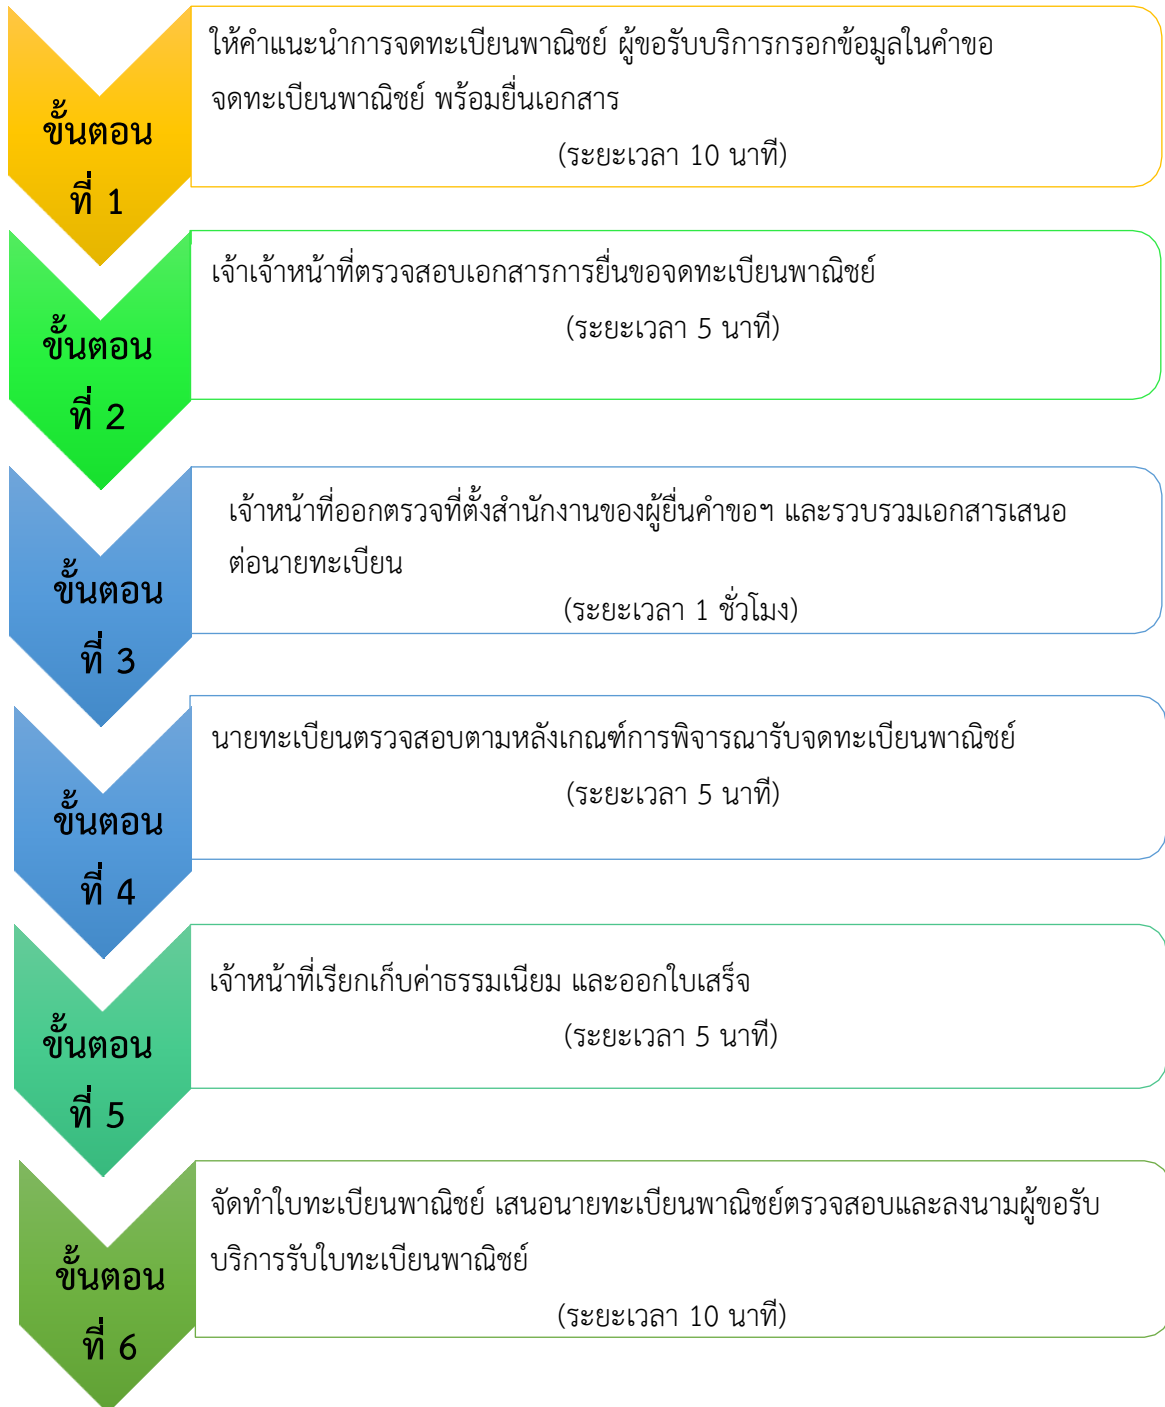 ขั้นตอน
ที่ 1
ให้คำแนะนำการจดทะเบียนพาณิชย์ ผู้ขอรับบริการกรอกข้อมูลในคำขอ
จดทะเบียนพาณิชย์ พร้อมยื่นเอกสาร
(ระยะเวลา 10 นาที)
ขั้นตอน
ที่ 2
เจ้าเจ้าหน้าที่ตรวจสอบเอกสารการยื่นขอจดทะเบียนพาณิชย์
(ระยะเวลา 5 นาที)
ขั้นตอน
ที่ 3
เจ้าหน้าที่ออกตรวจที่ตั้งสำนักงานของผู้ยื่นคำขอฯ และรวบรวมเอกสารเสนอ
ต่อนายทะเบียน
(ระยะเวลา 1 ชั่วโมง)
ขั้นตอน
ที่ 4
นายทะเบียนตรวจสอบตามหลังเกณฑ์การพิจารณารับจดทะเบียนพาณิชย์
(ระยะเวลา 5 นาที)
ขั้นตอน
ที่ 5
เจ้าหน้าที่เรียกเก็บค่าธรรมเนียม และออกใบเสร็จ
(ระยะเวลา 5 นาที)
ขั้นตอน
ที่ 6
จัดทำใบทะเบียนพาณิชย์ เสนอนายทะเบียนพาณิชย์ตรวจสอบและลงนามผู้ขอรับ
บริการรับใบทะเบียนพาณิชย์
(ระยะเวลา 10 นาที)